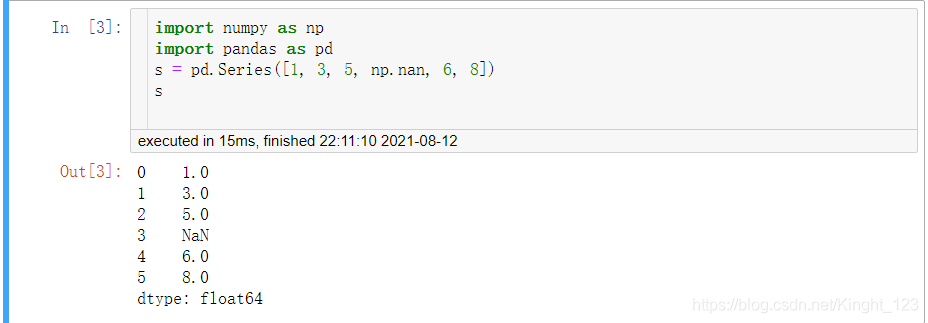 In [3]:
import numpy as np
import pandas as pd
s = pd.Series([1, 3, 5, np.nan, 6, 8])
s
executed in 15ms, finished 22:11:10 2021-08-12
Out[3]:
0    1.0
1    3.0
2    5.0
3    NaN
4    6.0
5    8.0
dtype: float64
https://blog.csdn.net/Kinght_123